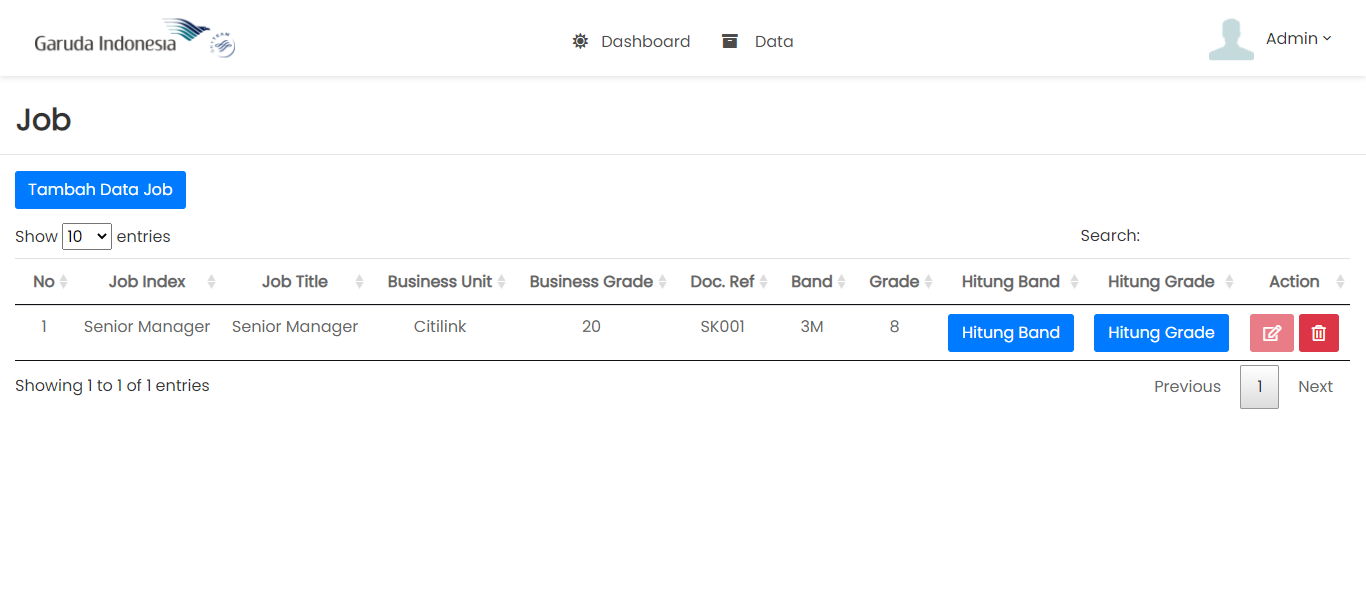 Garuda Indonesia
SKYTEAM
Dashboard
Data
Admin
Job
Tambah Data Job
Show 10 entries
Search:
No Job Index Job Title Business Unit Business Grade Doc. Ref Band Grade Hitung Band Hitung Grade Action
1 Senior Manager Senior Manager Citilink 20 SK001 3M 8 Hitung Band Hitung Grade
Showing 1 to 1 of 1 entries
Previous 1 Next